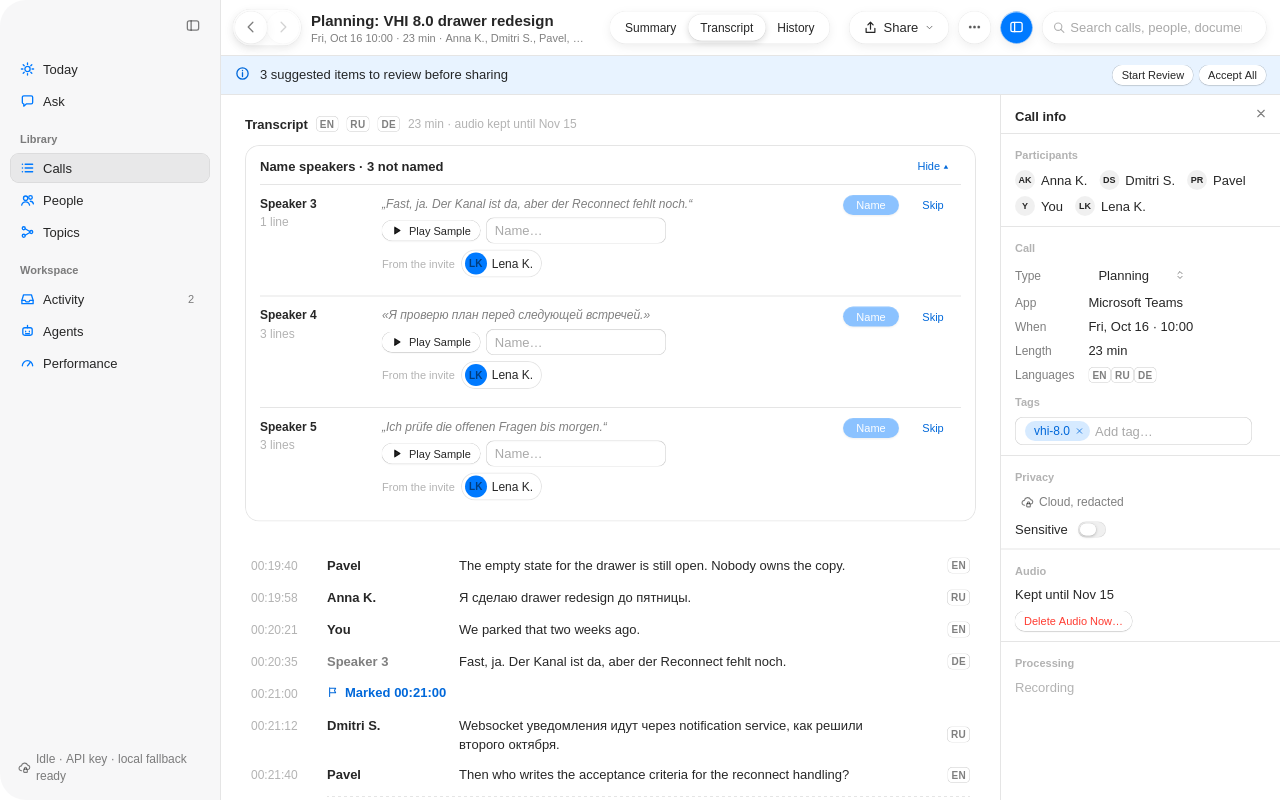 Planning: VHI 8.0 drawer redesign
Fri, Oct 16 10:00 · 23 min · Anna K., Dmitri S., Pavel, …
Summary
Transcript
History
Share
Search calls, people, documen
Today
Ask
Library
Calls
People
Topics
Workspace
Activity
2
Agents
Performance
Idle · API key · local fallback
ready
3 suggested items to review before sharing
Start Review
Accept All
Transcript
EN
RU
DE
23 min · audio kept until Nov 15
Name speakers · 3 not named
Hide
Speaker 3
1 line
„Fast, ja. Der Kanal ist da, aber der Reconnect fehlt noch.“
Play Sample
Name…
From the invite
LK
Lena K.
Name
Skip
Speaker 4
3 lines
«Я проверю план перед следующей встречей.»
Play Sample
Name…
From the invite
LK
Lena K.
Name
Skip
Speaker 5
3 lines
„Ich prüfe die offenen Fragen bis morgen.“
Play Sample
Name…
From the invite
LK
Lena K.
Name
Skip
00:19:40
Pavel
The empty state for the drawer is still open. Nobody owns the copy.
EN
00:19:58
Anna K.
Я сделаю drawer redesign до пятницы.
RU
00:20:21
You
We parked that two weeks ago.
EN
00:20:35
Speaker 3
Fast, ja. Der Kanal ist da, aber der Reconnect fehlt noch.
DE
00:21:00
Marked 00:21:00
00:21:12
Dmitri S.
Websocket уведомления идут через notification service, как решили
второго октября.
RU
00:21:40
Pavel
Then who writes the acceptance criteria for the reconnect handling?
EN
Call info
Participants
AK
Anna K.
DS
Dmitri S.
PR
Pavel
Y
You
LK
Lena K.
Call
Type
Planning
App
Microsoft Teams
When
Fri, Oct 16 · 10:00
Length
23 min
Languages
EN
RU
DE
Tags
vhi-8.0 ×
Add tag…
Privacy
Cloud, redacted
Sensitive
Audio
Kept until Nov 15
Delete Audio Now…
Processing
Recording